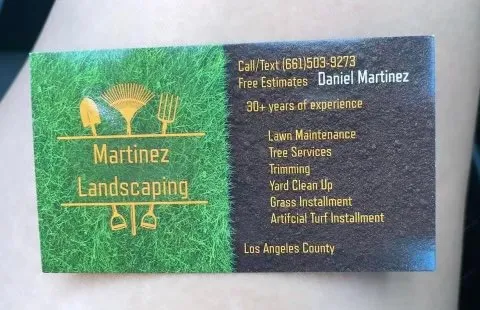 Martinez
Landscaping
Call/Text (661)503-9273
Free Estimates Daniel Martinez
30+ years of experience
Lawn Maintenance
Tree Services
Trimming
Yard Clean Up
Grass Installment
Artifcial Turf Installment
Los Angeles County